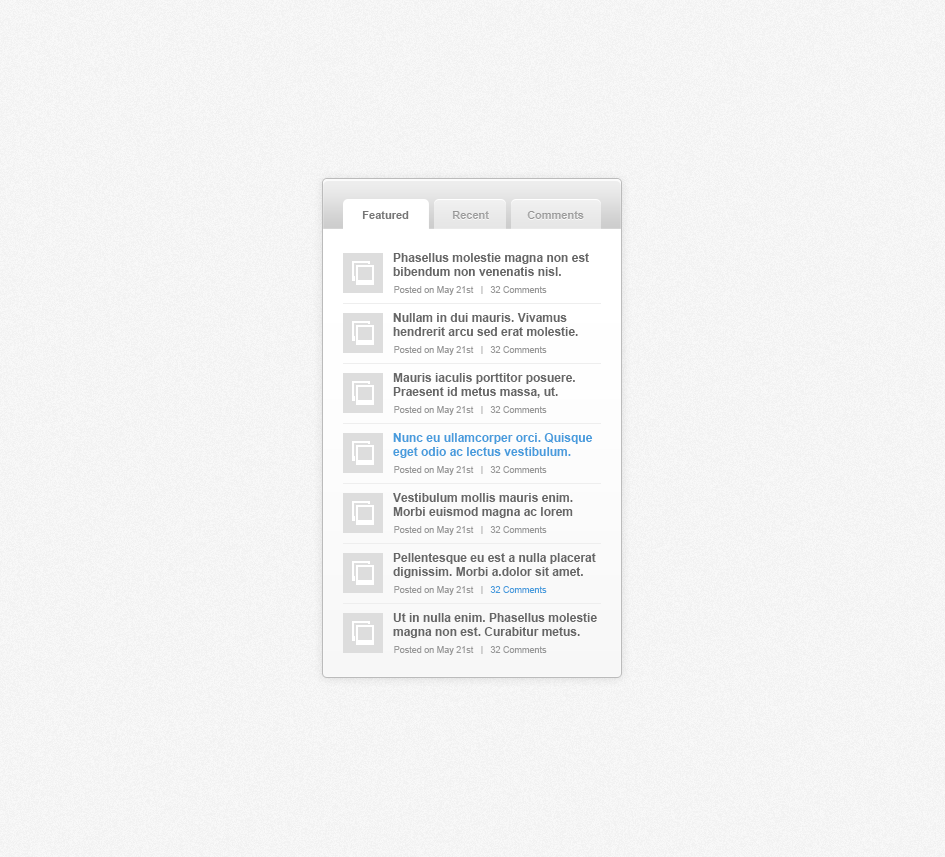 Featured Recent Comments
Phasellus molestie magna non est
bibendum non venenatis nisl.
Posted on May 21st | 32 Comments
Nullam in dui mauris. Vivamus
hendrerit arcu sed erat molestie.
Posted on May 21st | 32 Comments
Mauris iaculis porttitor posuere.
Praesent id metus massa, ut.
Posted on May 21st | 32 Comments
Nunc eu ullamcorper orci. Quisque
eget odio ac lectus vestibulum.
Posted on May 21st | 32 Comments
Vestibulum mollis mauris enim.
Morbi euismod magna ac lorem
Posted on May 21st | 32 Comments
Pellentesque eu est a nulla placerat
dignissim. Morbi a.dolor sit amet.
Posted on May 21st | 32 Comments
Ut in nulla enim. Phasellus molestie
magna non est. Curabitur metus.
Posted on May 21st | 32 Comments